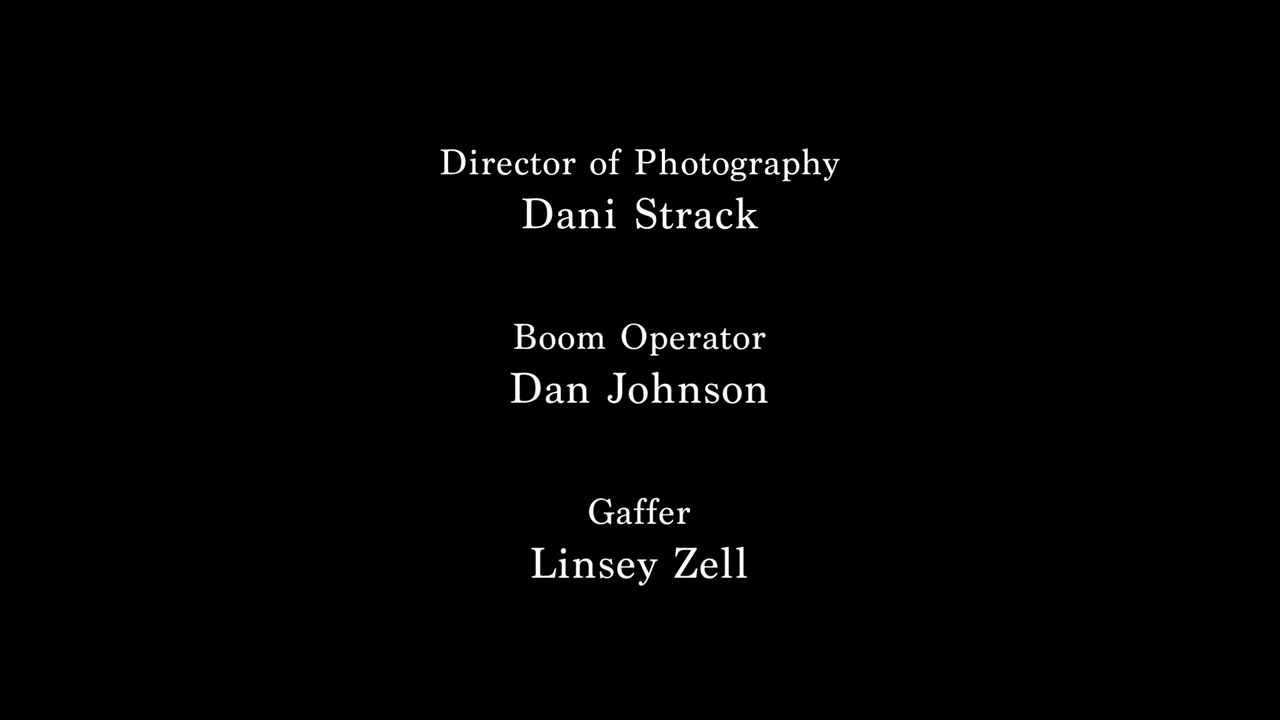 Director of Photography
Dani Strack
Boom Operator
Dan Johnson
Gaffer
Linsey Zell